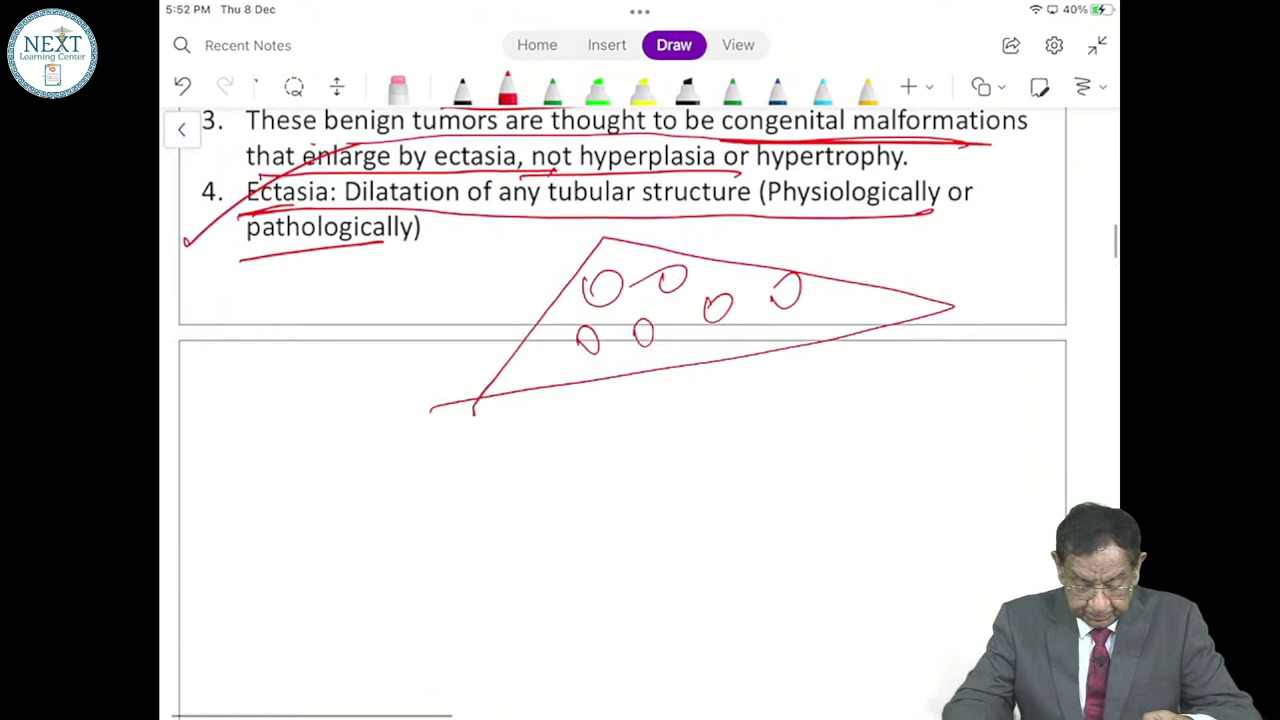 5:52 PM Thu 8 Dec
40%
NEXT
Learning Center
Recent Notes
Home Insert Draw View
3. These benign tumors are thought to be congenital malformations
that enlarge by ectasia, not hyperplasia or hypertrophy.
4. Ectasia: Dilatation of any tubular structure (Physiologically or
pathologically)